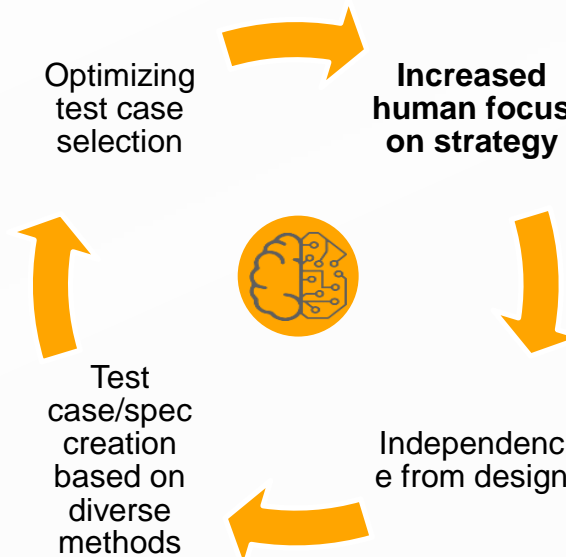 Optimizing
test case
selection
Increased
human focus
on strategy
Independenc
e from design
Test
case/spec
creation
based on
diverse
methods